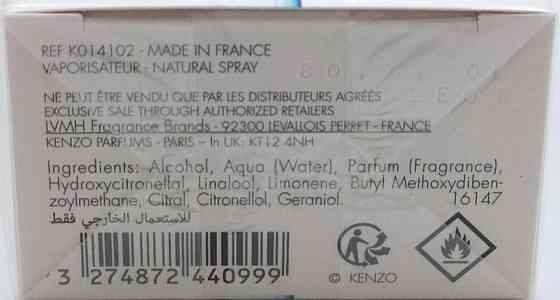 REF K014102 - MADE IN FRANCE
VAPORISATEUR - NATURAL SPRAY
NE PEUT ÊTRE VENDU QUE PAR LES DISTRIBUTEURS AGRÉÉS
EXCLUSIVE SALE THROUGH AUTHORIZED RETAILERS
LVMH Fragrance Brands - 92300 LEVALLOIS PERRET - FRANCE
KENZO PARFUMS - PARIS – In UK: KT12 4NH
Ingredients: Alcohol, Aqua (Water), Parfum (Fragrance),
Hydroxycitronellal, Linalool, Limonene, Butyl Methoxydiben-
zoylmethane, Citral, Citronellol, Geraniol. 16147
للاستعمال الخارجي فقط
3 274872 440999
© KENZO